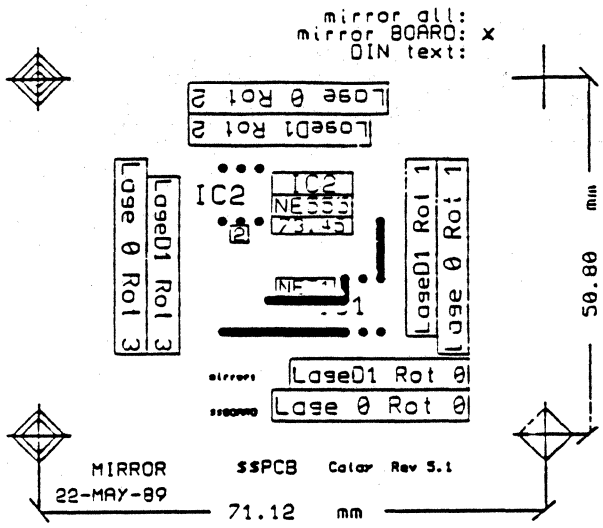 mirror all:
mirror BOARD: x
DIN text:
Lage 0 Rot 2
LageD1 Rot 2
IC2
IC2
NE555
2
Lage 0 Rot 3
LageD1 Rot 3
LageD1 Rot 1
Lage 0 Rot 1
50.80 mm
LageD1 Rot 0
Lage 0 Rot 0
MIRROR
22-MAY-89
SSPCB Color Rev 5.1
71.12 mm